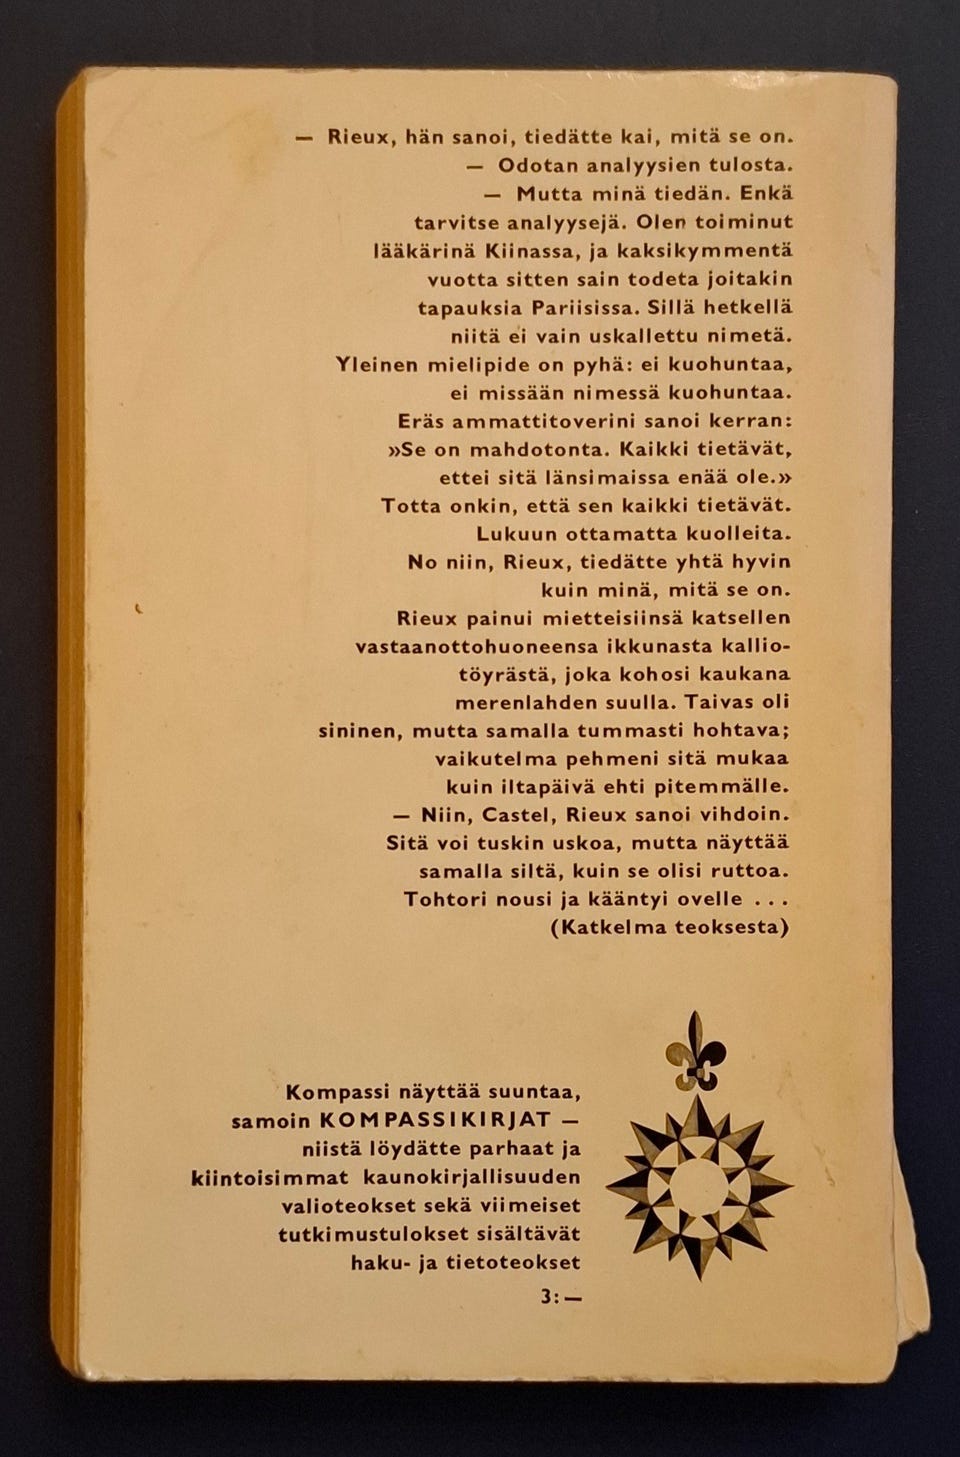 — Rieux, hän sanoi, tiedätte kai, mitä se on.
— Odotan analyysien tulosta.
— Mutta minä tiedän. Enkä
tarvitse analyysejä. Olen toiminut
lääkärinä Kiinassa, ja kaksikymmentä
vuotta sitten sain todeta joitakin
tapauksia Pariisissa. Sillä hetkellä
niitä ei vain uskallettu nimetä.
Yleinen mielipide on pyhä: ei kuohuntaa,
ei missään nimessä kuohuntaa.
Eräs ammattitoverini sanoi kerran:
»Se on mahdotonta. Kaikki tietävät,
ettei sitä länsimaissa enää ole.»
Totta onkin, että sen kaikki tietävät.
Lukuun ottamatta kuolleita.
No niin, Rieux, tiedätte yhtä hyvin
kuin minä, mitä se on.
Rieux painui mietteisiinsä katsellen
vastaanottohuoneensa ikkunasta kallio-
töyrästä, joka kohosi kaukana
merenlahden suulla. Taivas oli
sininen, mutta samalla tummasti hohtava;
vaikutelma pehmeni sitä mukaa
kuin iltapäivä ehti pitemmälle.
— Niin, Castel, Rieux sanoi vihdoin.
Sitä voi tuskin uskoa, mutta näyttää
samalla siltä, kuin se olisi ruttoa.
Tohtori nousi ja kääntyi ovelle ...
(Katkelma teoksesta)
Kompassi näyttää suuntaa,
samoin KOMPASSIKIRJAT —
niistä löydätte parhaat ja
kiintoisimmat kaunokirjallisuuden
valioteokset sekä viimeiset
tutkimustulokset sisältävät
haku- ja tietoteokset
3:—